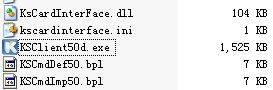 KsCardInterFace.dll 104 KB
kscardinterface.ini 1 KB
KSClient50d.exe 1,525 KB
KSCmdDef50.bpl 7 KB
KSCmdImp50.bpl 7 KB